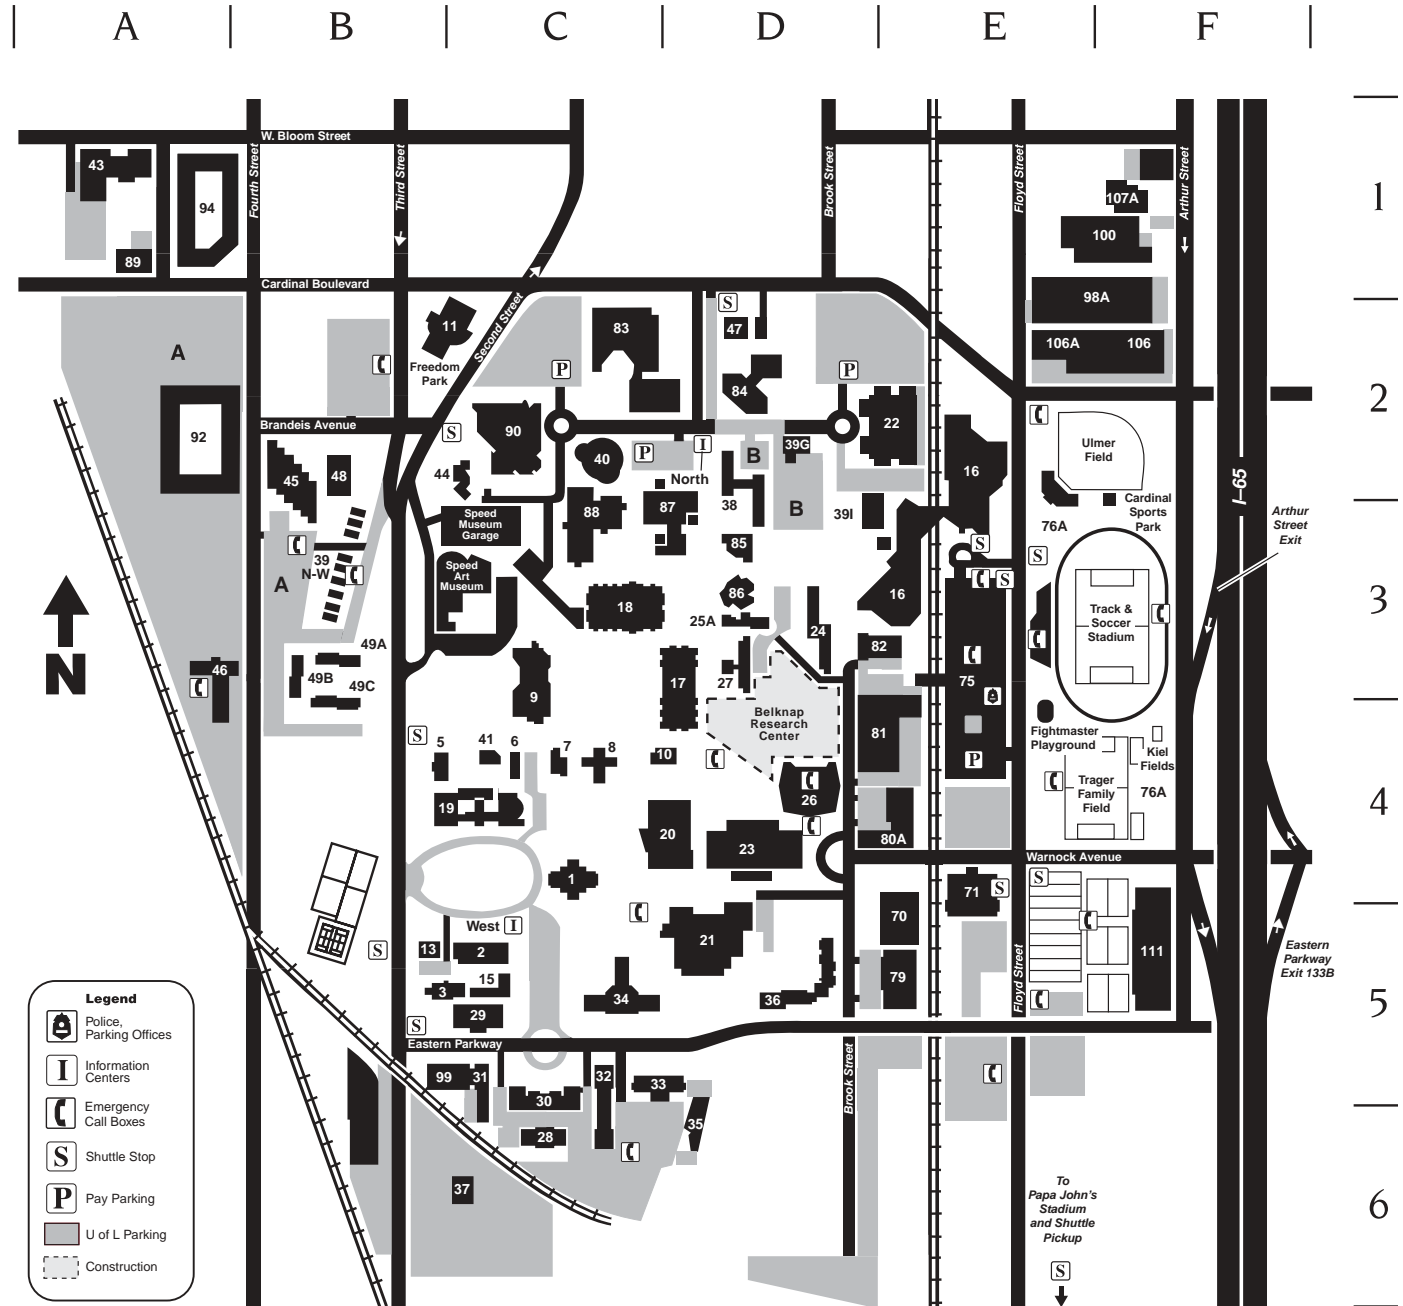 A B C D E F
W. Bloom Street
43
94
89
Fourth Street
Third Street
Brook Street
Floyd Street
Arthur Street
107A
100
1
Cardinal Boulevard
98A
106A 106
A
11
Freedom
Park
Second Street
83
P
S
47
84
P
22
2
92
Brandeis Avenue
S
90
40
P
I
North
B
39G
B
16
Ulmer
Field
I–65
45
48
44
88
87
38
39I
76A
Cardinal
Sports
Park
Arthur
Street
Exit
Speed
Museum
Garage
Speed
Art
Museum
85
S
S
S
39
N-W
A
86
18
25A
24
16
Track &
Soccer
Stadium
3
N
49A
49B
49C
46
9
17
27
82
75
Belknap
Research
Center
81
Fightmaster
Playground
Kiel
Fields
S
5
41
6
7
8
10
P
Trager
Family
Field
76A
26
4
19
20
23
80A
Warnock Avenue
1
71
S
S
70
West I
S
13
2
21
111
15
3
79
29
34
36
Floyd Street
Eastern
Parkway
Exit 133B
5
S
Eastern Parkway
Legend
Police,
Parking Offices
I Information
Centers
Emergency
Call Boxes
S Shuttle Stop
P Pay Parking
U of L Parking
Construction
99
31
30
32
33
35
28
37
Brook Street
To
Papa John's
Stadium
and Shuttle
Pickup
S
6